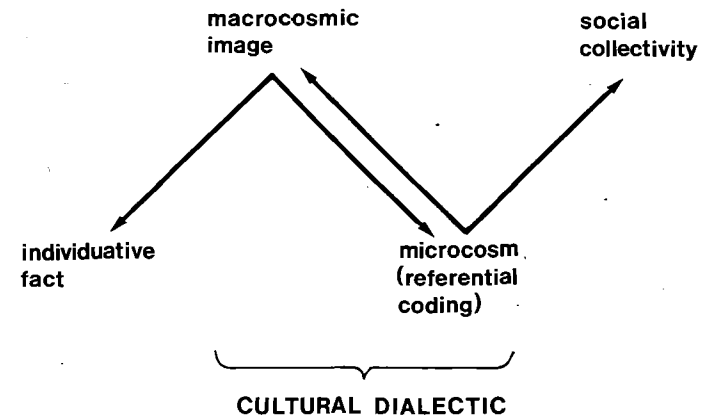 macrocosmic
image
social
collectivity
individuative
fact
microcosm
(referential
coding)
CULTURAL DIALECTIC